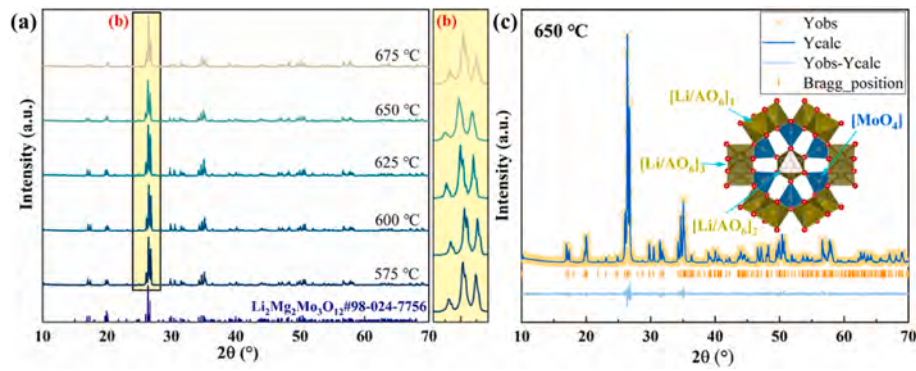 (a)
(b)
(b)
(c)
675 ℃
650 ℃
625 ℃
600 ℃
575 ℃
Li₂Mg₂Mo₃O₁₂#98-024-7756
Intensity (a.u.)
10 20 30 40 50 60 70
2θ (°)
650 ℃
Yobs
Ycalc
Yobs-Ycalc
Bragg_position
[Li/AO₆]₁
[MoO₄]
[Li/AO₆]₃
[Li/AO₆]₂
Intensity (a.u.)
10 20 30 40 50 60 70
2θ (°)